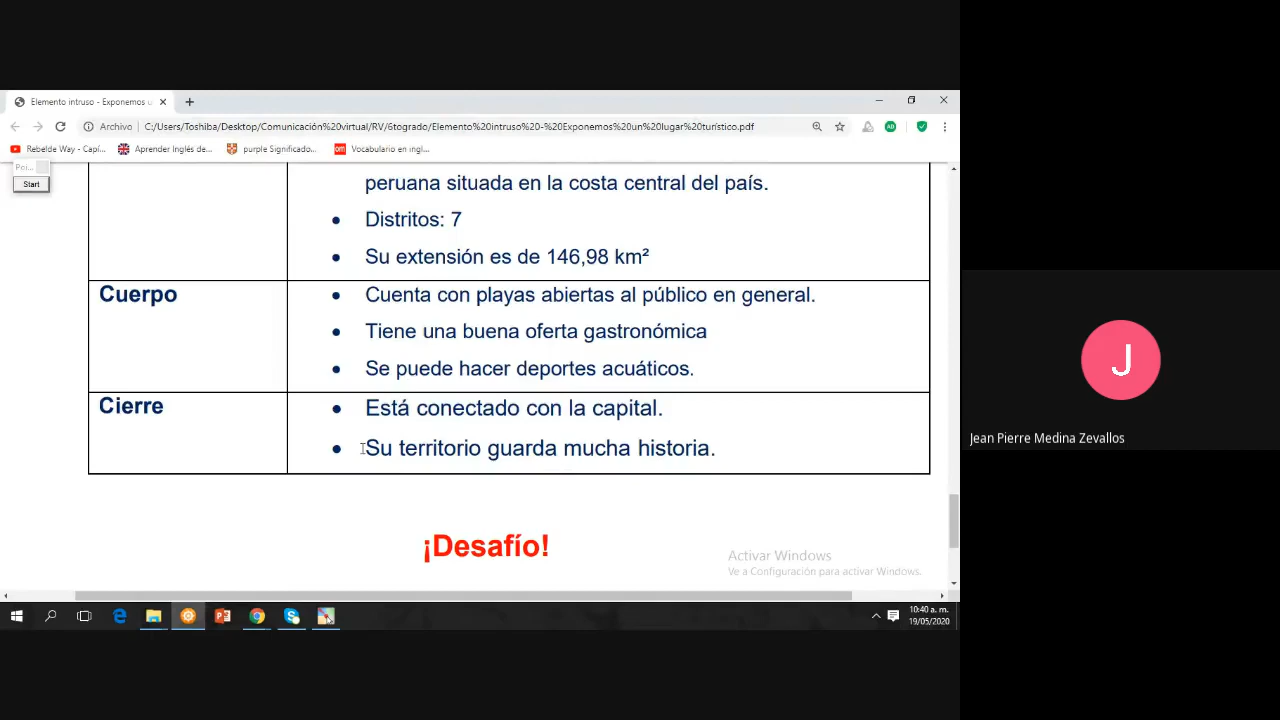 Elemento intruso - Exponemos u
Archivo
C:/Users/Toshiba/Desktop/Comunicación%20virtual/RV/6togrado/Elemento%20intruso%20-%20Exponemos%20un%20lugar%20turístico.pdf
Rebelde Way - Capí...
Aprender Inglés de...
purple Significado...
om
Vocabulario en ingl...
Start
peruana situada en la costa central del país.
• Distritos: 7
• Su extensión es de 146,98 km²
Cuerpo
• Cuenta con playas abiertas al público en general.
• Tiene una buena oferta gastronómica
• Se puede hacer deportes acuáticos.
Cierre
• Está conectado con la capital.
• Su territorio guarda mucha historia.
¡Desafío!
Activar Windows
Ve a Configuración para activar Windows.
10:40 a. m.
19/05/2020
J
Jean Pierre Medina Zevallos